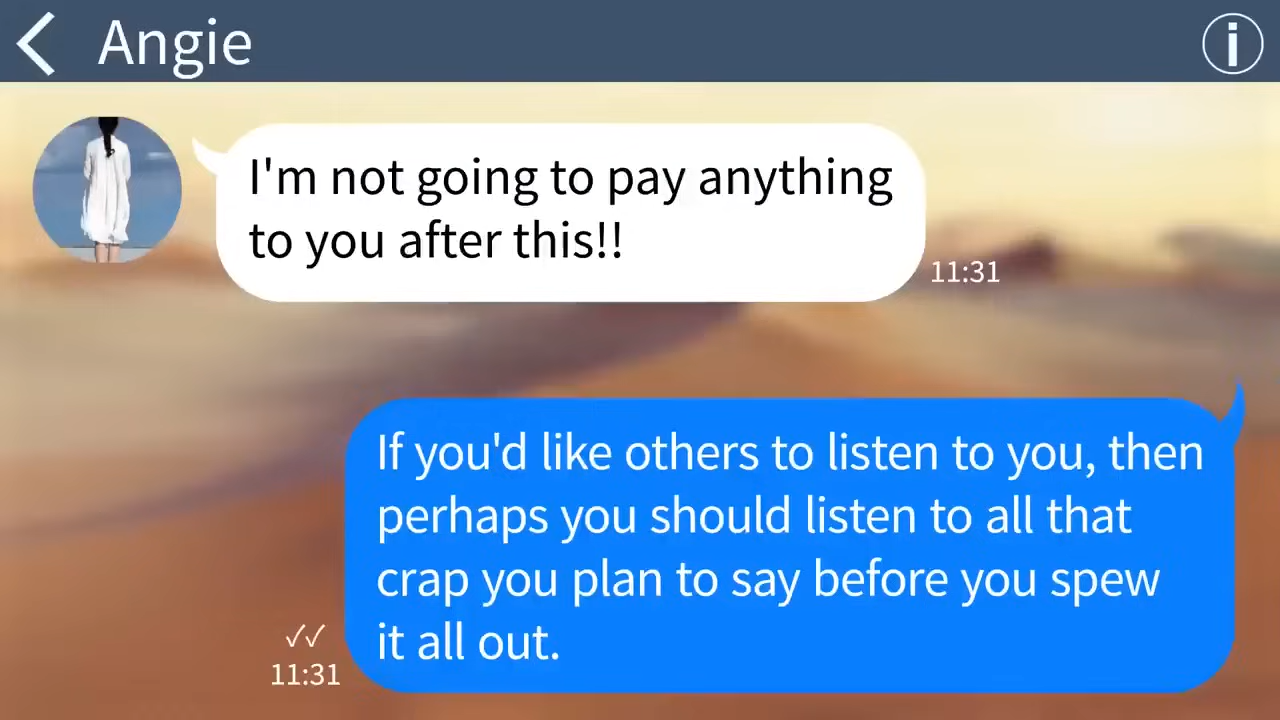 Angie
I'm not going to pay anything
to you after this!!
11:31
If you'd like others to listen to you, then
perhaps you should listen to all that
crap you plan to say before you spew
it all out.
11:31